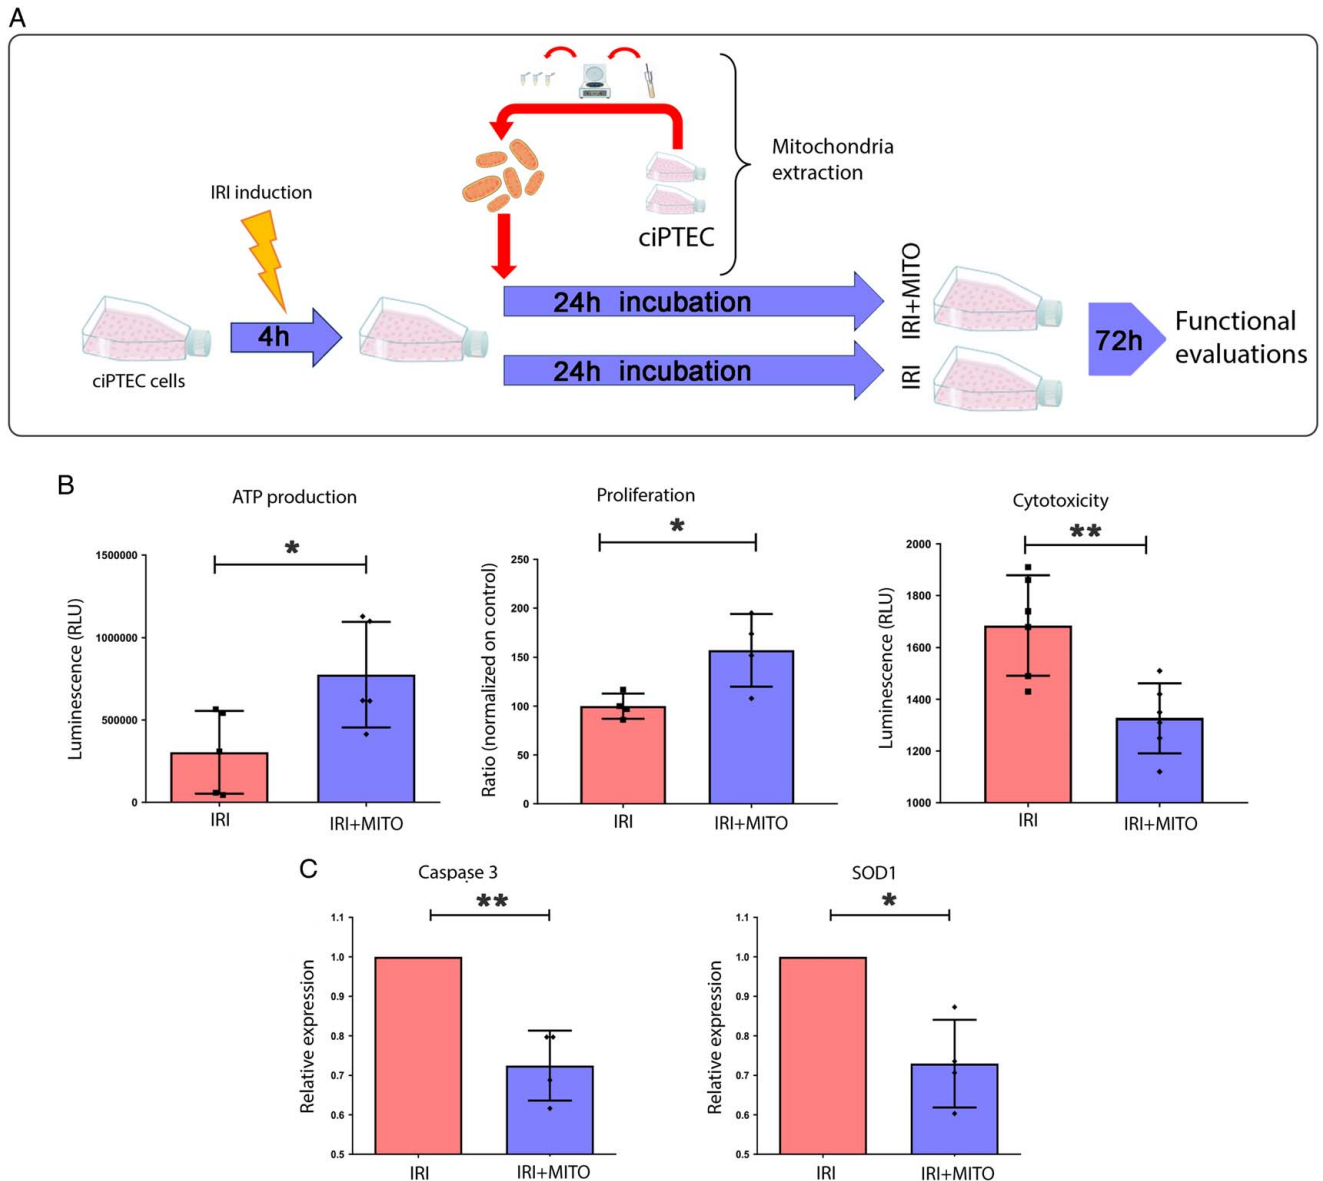 A
IRI induction
4h
ciPTEC cells
ciPTEC
Mitochondria
extraction
24h incubation
24h incubation
IRI+MITO
IRI
72h
Functional
evaluations
B
ATP production
*
Luminescence (RLU)
1500000
1000000
500000
0
IRI
IRI+MITO
Proliferation
*
Ratio (normalized on control)
250
200
150
100
50
0
IRI
IRI+MITO
Cytotoxicity
**
Luminescence (RLU)
2000
1800
1600
1400
1200
1000
IRI
IRI+MITO
C
Caspase 3
**
Relative expression
1.1
1.0
0.9
0.8
0.7
0.6
0.5
IRI
IRI+MITO
SOD1
*
Relative expression
1.1
1.0
0.9
0.8
0.7
0.6
0.5
IRI
IRI+MITO